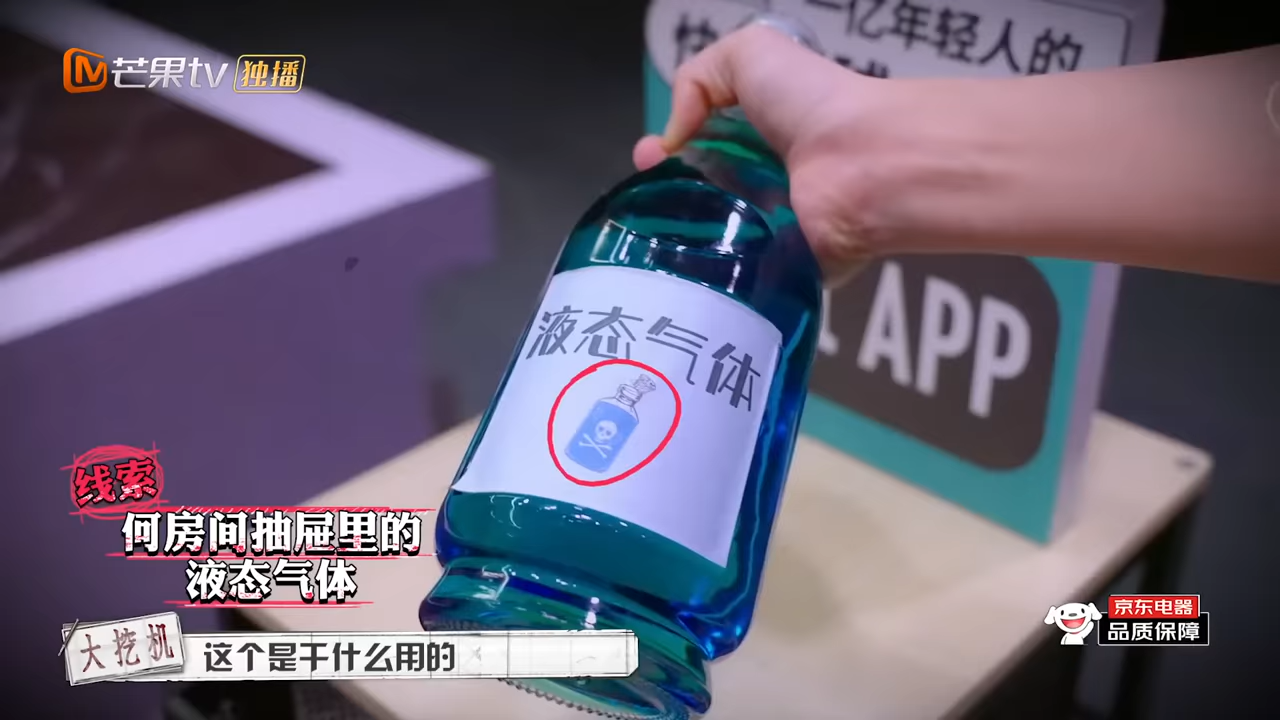 芒果tv 独播
一亿年轻人的
APP
液态气体
线索
何房间抽屉里的
液态气体
大挖机
这个是干什么用的
京东电器
品质保障